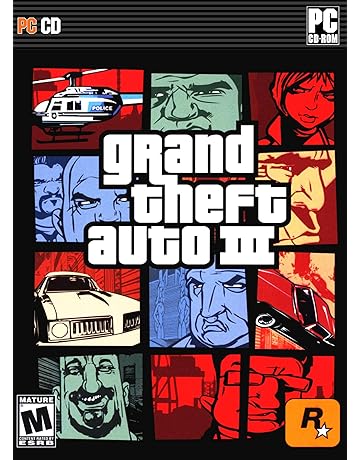 PC CD
PC
CD-ROM
POLICE
grand
theft
auto III
MATURE
M
CONTENT RATED BY
ESRB
R